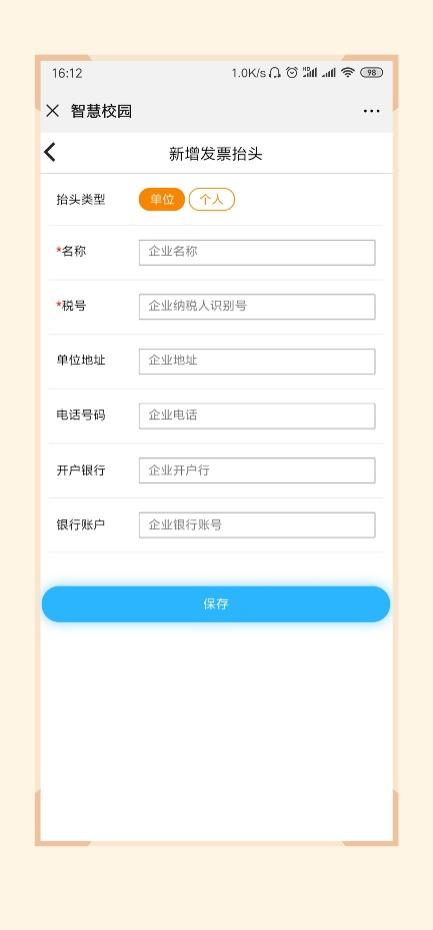 16:12 1.0K/s HD 98
智慧校园
新增发票抬头
抬头类型 单位 个人
*名称 企业名称
*税号 企业纳税人识别号
单位地址 企业地址
电话号码 企业电话
开户银行 企业开户行
银行账户 企业银行账号
保存